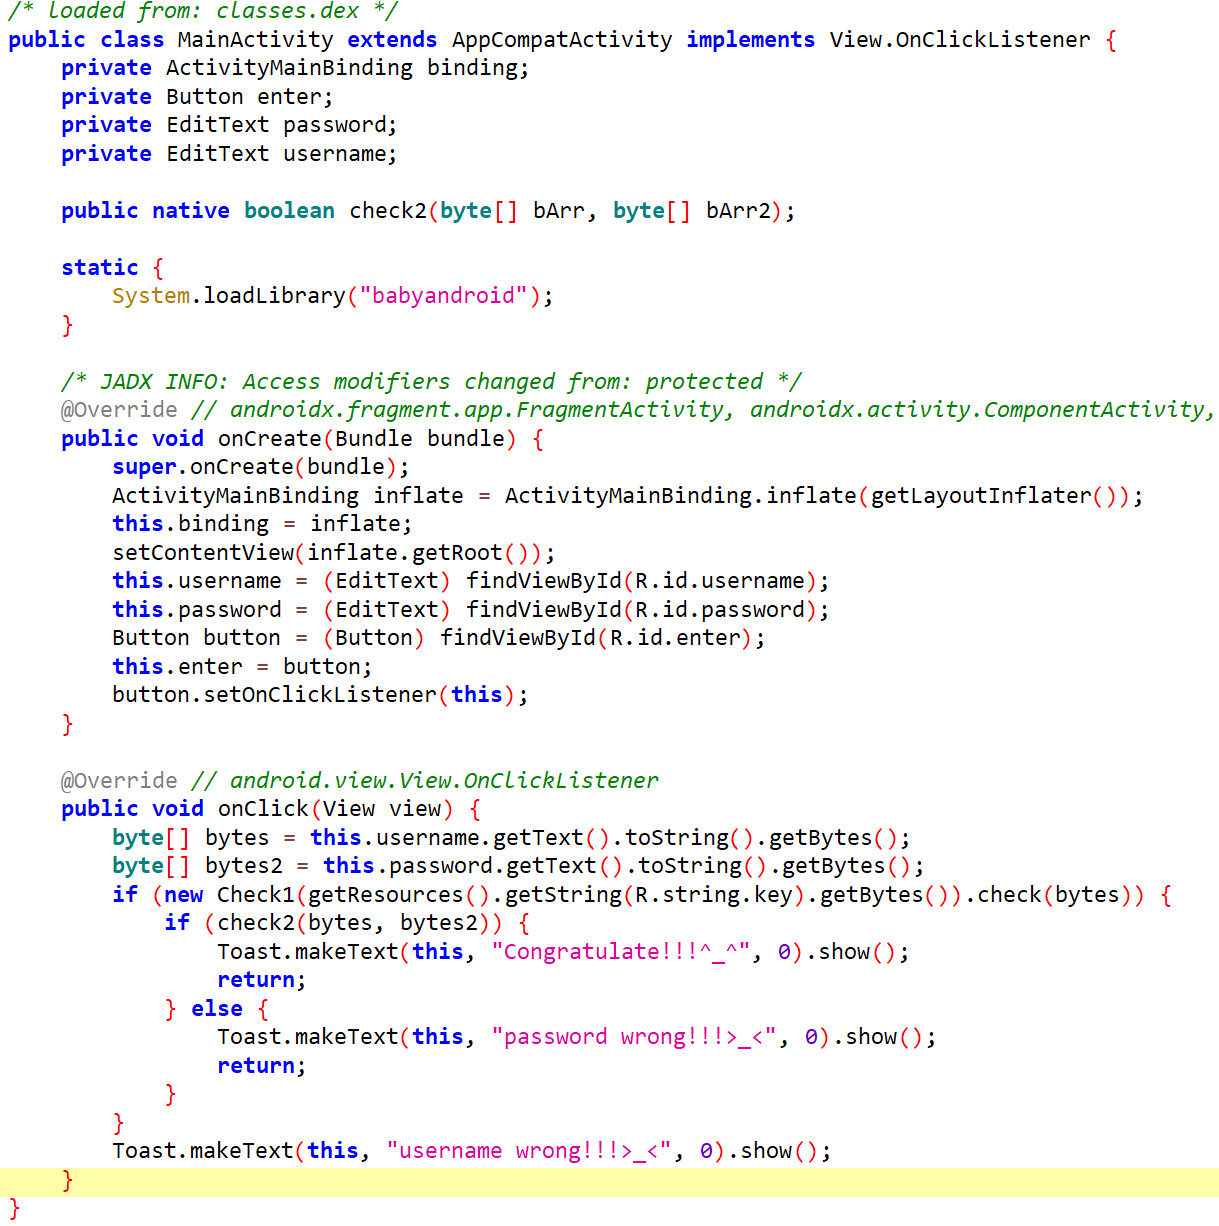 /* loaded from: classes.dex */
public class MainActivity extends AppCompatActivity implements View.OnClickListener {
    private ActivityMainBinding binding;
    private Button enter;
    private EditText password;
    private EditText username;

    public native boolean check2(byte[] bArr, byte[] bArr2);

    static {
        System.loadLibrary("babyandroid");
    }

    /* JADX INFO: Access modifiers changed from: protected */
    @Override // androidx.fragment.app.FragmentActivity, androidx.activity.ComponentActivity,
    public void onCreate(Bundle bundle) {
        super.onCreate(bundle);
        ActivityMainBinding inflate = ActivityMainBinding.inflate(getLayoutInflater());
        this.binding = inflate;
        setContentView(inflate.getRoot());
        this.username = (EditText) findViewById(R.id.username);
        this.password = (EditText) findViewById(R.id.password);
        Button button = (Button) findViewById(R.id.enter);
        this.enter = button;
        button.setOnClickListener(this);
    }

    @Override // android.view.View.OnClickListener
    public void onClick(View view) {
        byte[] bytes = this.username.getText().toString().getBytes();
        byte[] bytes2 = this.password.getText().toString().getBytes();
        if (new Check1(getResources().getString(R.string.key).getBytes()).check(bytes)) {
            if (check2(bytes, bytes2)) {
                Toast.makeText(this, "Congratulate!!!^_^", 0).show();
                return;
            } else {
                Toast.makeText(this, "password wrong!!!>_<", 0).show();
                return;
            }
        }
        Toast.makeText(this, "username wrong!!!>_<", 0).show();
    }
}